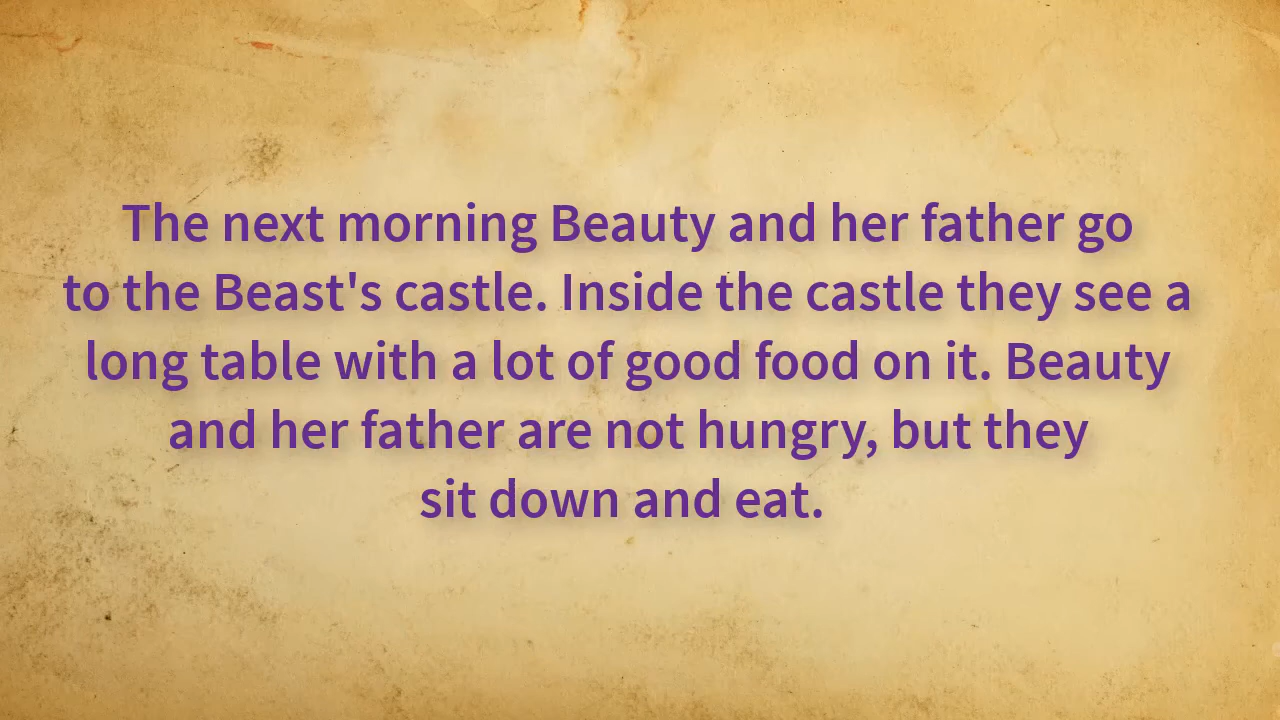 The next morning Beauty and her father go
to the Beast's castle. Inside the castle they see a
long table with a lot of good food on it. Beauty
and her father are not hungry, but they
sit down and eat.